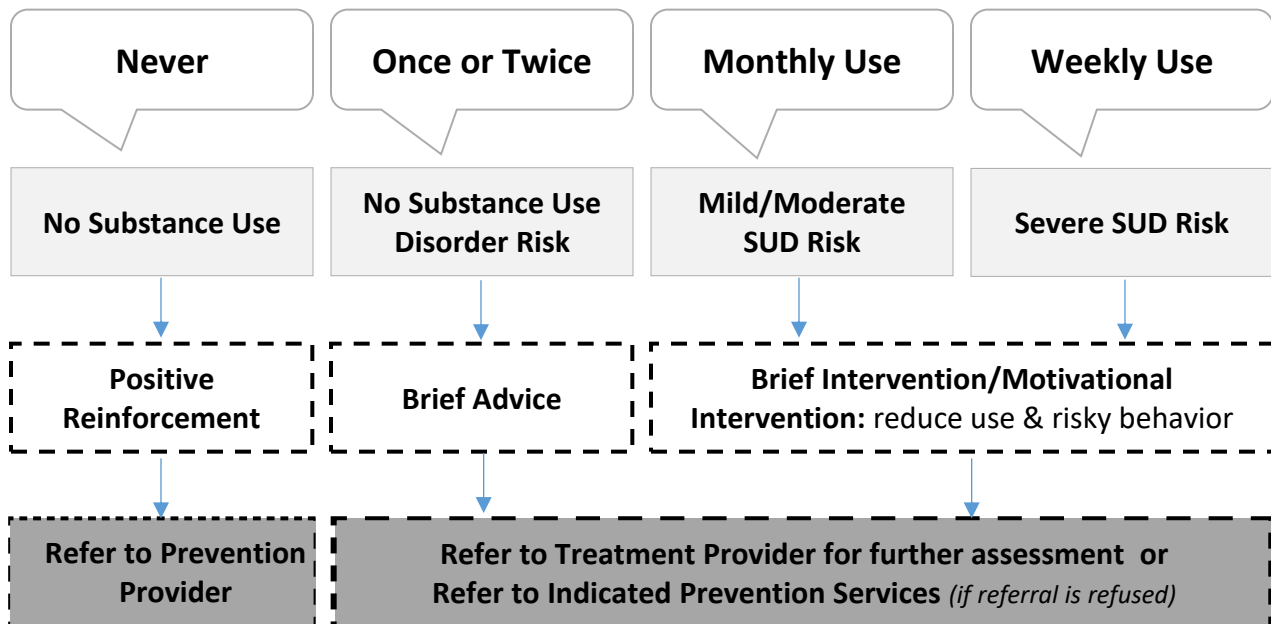 Never
Once or Twice
Monthly Use
Weekly Use
No Substance Use
No Substance Use
Disorder Risk
Mild/Moderate
SUD Risk
Severe SUD Risk
Positive
Reinforcement
Brief Advice
Brief Intervention/Motivational
Intervention: reduce use & risky behavior
Refer to Prevention
Provider
Refer to Treatment Provider for further assessment or
Refer to Indicated Prevention Services (if referral is refused)